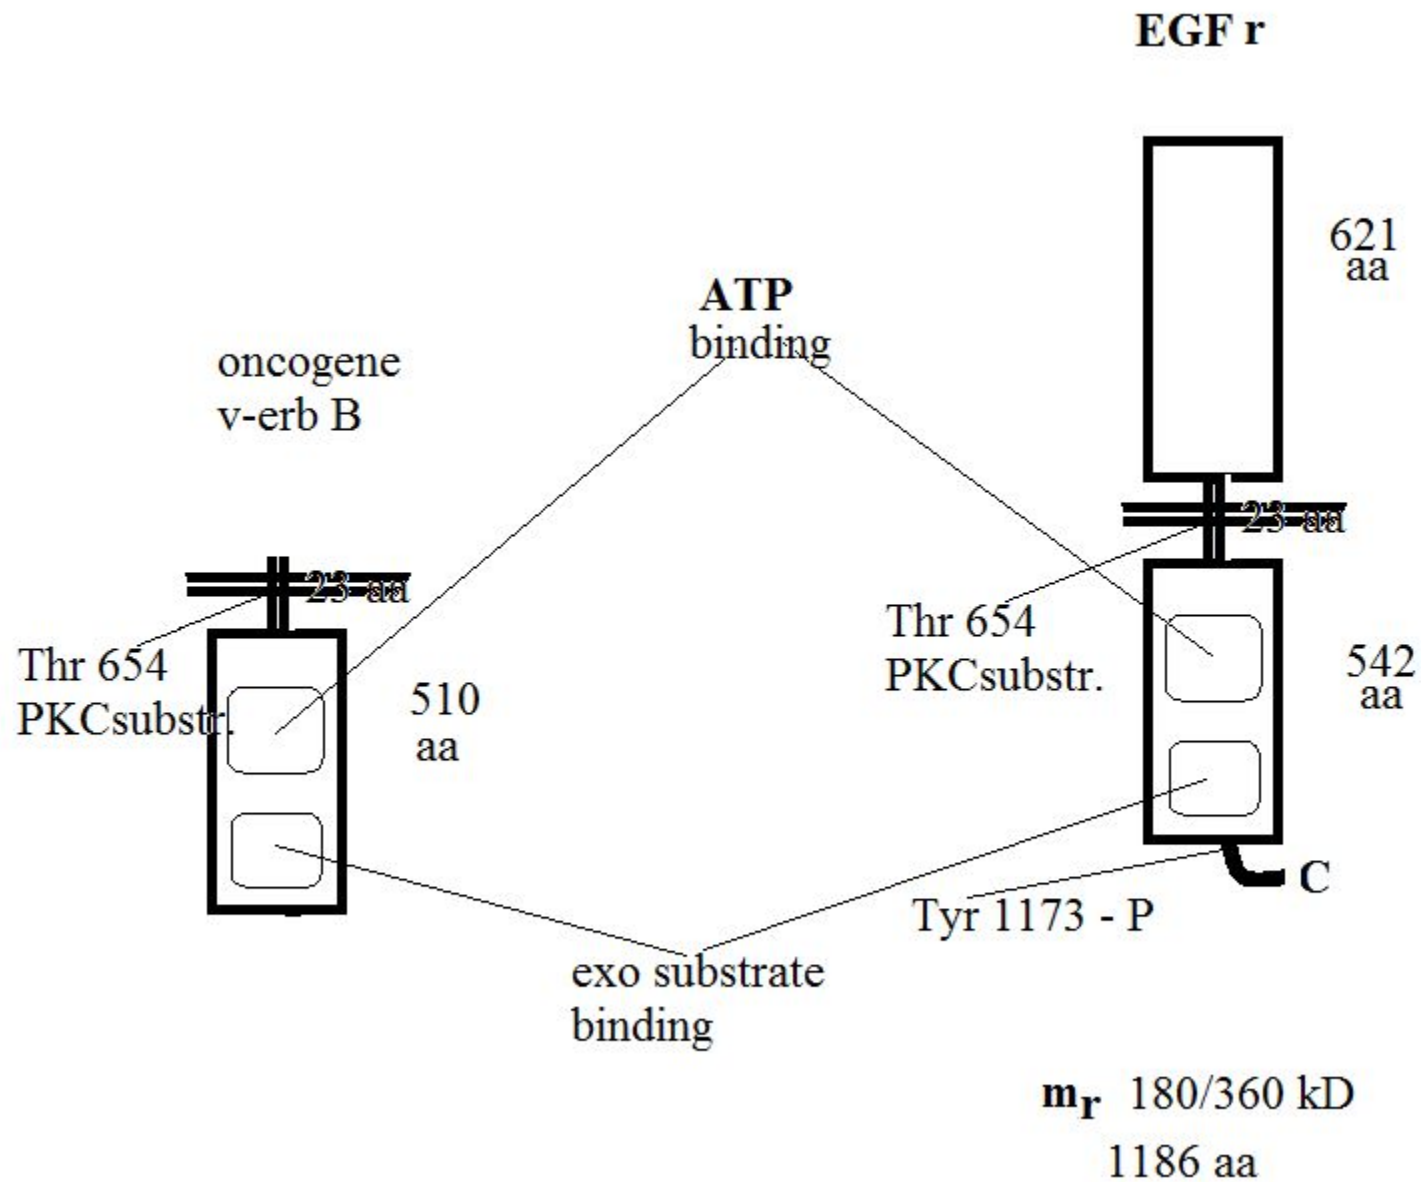 EGF r
621
aa
ATP
binding
oncogene
v-erb B
23 aa
23 aa
Thr 654
PKCsubstr.
Thr 654
PKCsubstr.
510
aa
542
aa
C
Tyr 1173 - P
exo substrate
binding
mr 180/360 kD
1186 aa